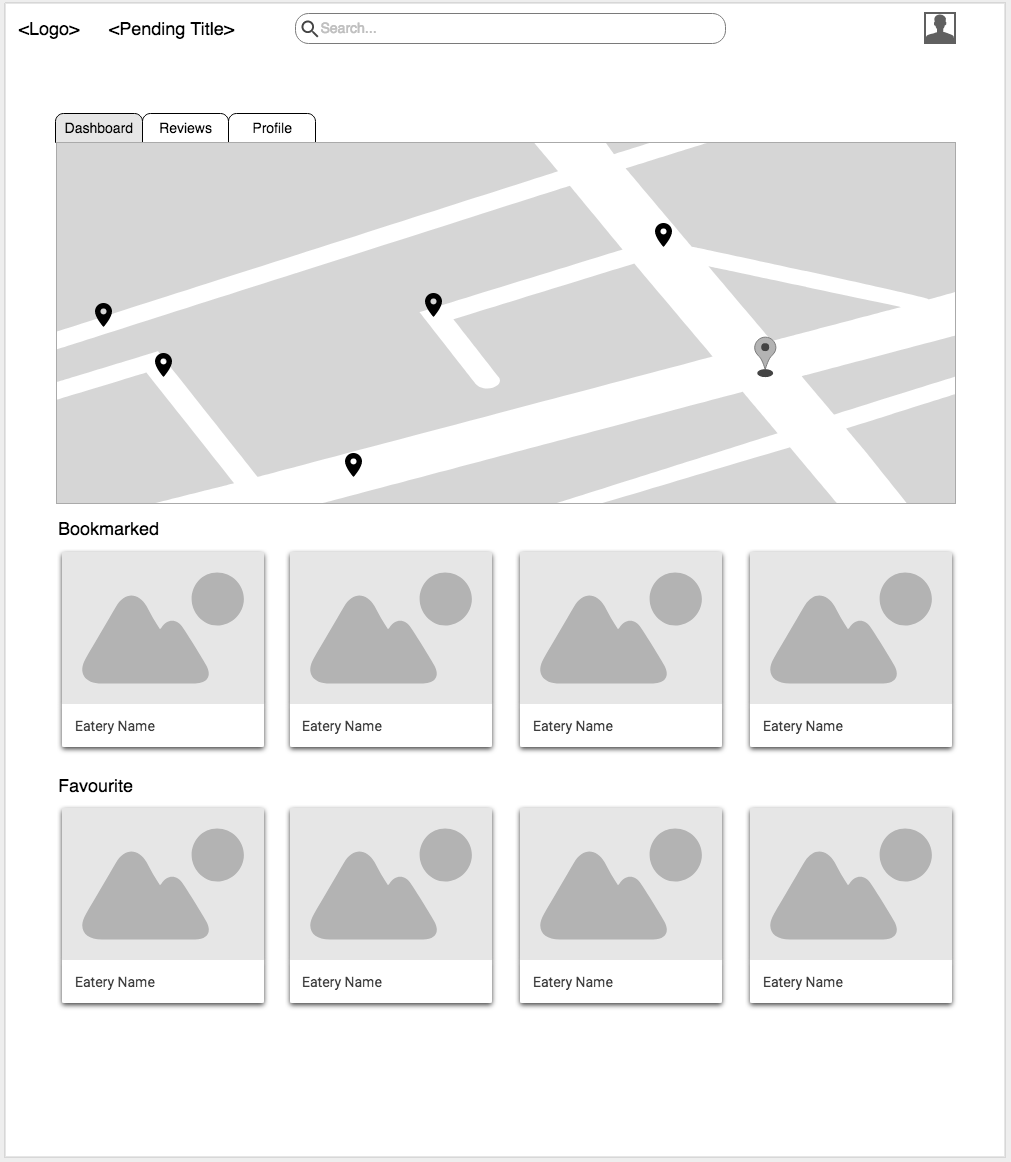 <Logo> <Pending Title> Search...
Dashboard Reviews Profile
Bookmarked
Eatery Name Eatery Name Eatery Name Eatery Name
Favourite
Eatery Name Eatery Name Eatery Name Eatery Name